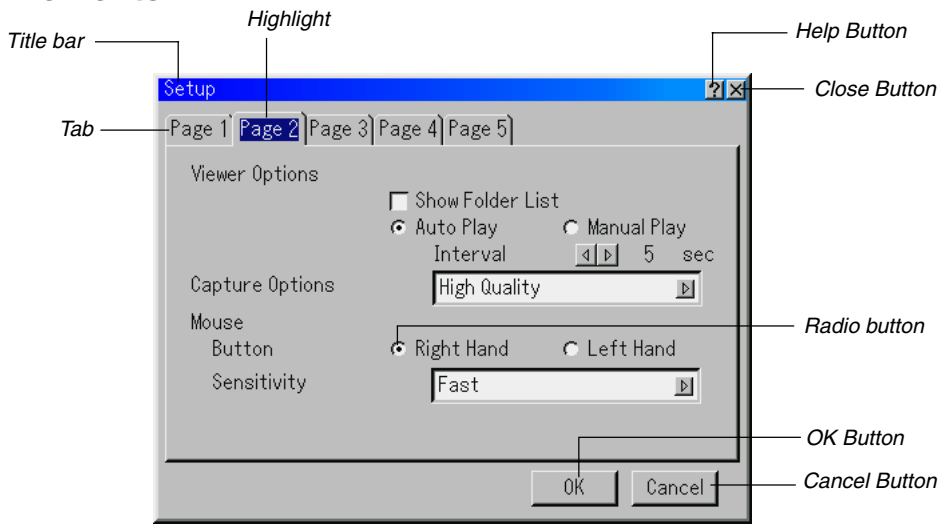 Highlight
Title bar
Help Button
Setup
? ×
Close Button
Tab
Page 1 Page 2 Page 3 Page 4 Page 5
Viewer Options
Show Folder List
Auto Play Manual Play
Interval 5 sec
Capture Options High Quality
Mouse
Radio button
Button Right Hand Left Hand
Sensitivity Fast
OK Button
OK Cancel
Cancel Button